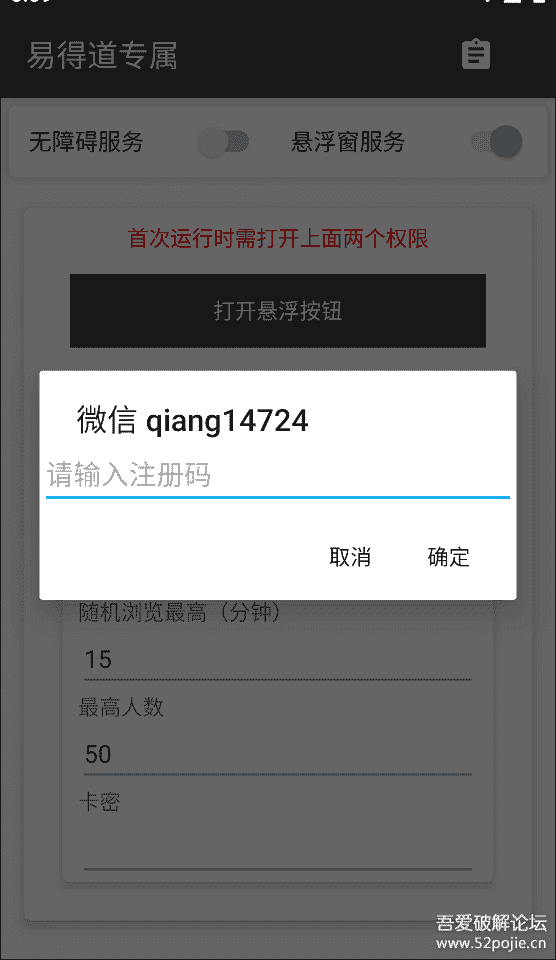 易得道专属
无障碍服务 悬浮窗服务
首次运行时需打开上面两个权限
打开悬浮按钮
微信 qiang14724
请输入注册码
取消 确定
随机浏览最高（分钟）
15
最高人数
50
卡密
吾爱破解论坛
www.52pojie.cn